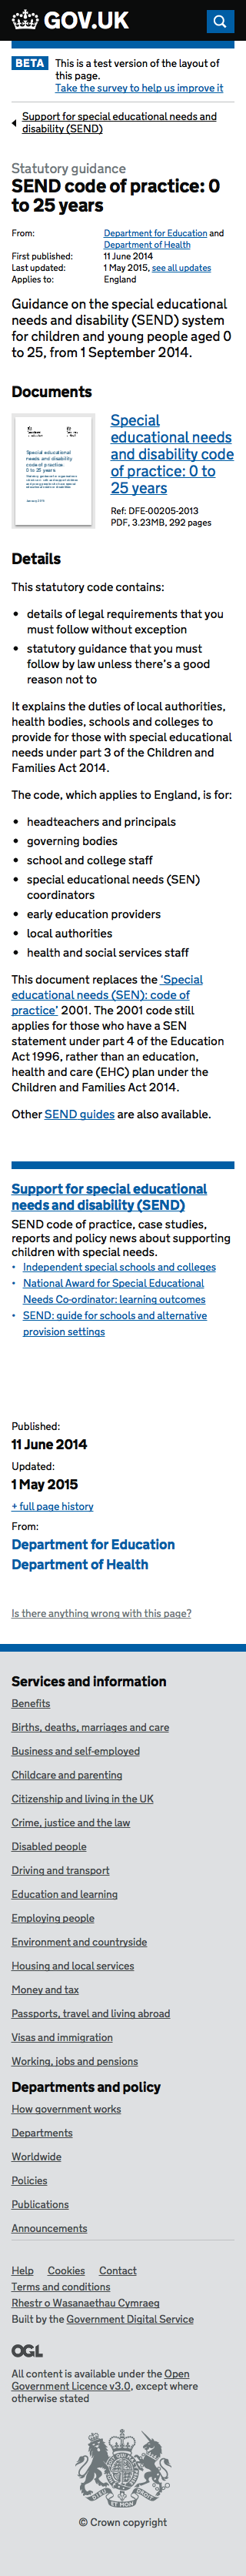 GOV.UK
BETA
This is a test version of the layout of
this page.
Take the survey to help us improve it
Support for special educational needs and
disability (SEND)
Statutory guidance
SEND code of practice: 0
to 25 years
From: Department for Education and
Department of Health
First published: 11 June 2014
Last updated: 1 May 2015, see all updates
Applies to: England
Guidance on the special educational
needs and disability (SEND) system
for children and young people aged 0
to 25, from 1 September 2014.
Documents
Special educational
needs and disability
code of practice:
0 to 25 years
Special
educational needs
and disability code
of practice: 0 to
25 years
Ref: DFE-00205-2013
PDF, 3.23MB, 292 pages
Details
This statutory code contains:
• details of legal requirements that you
must follow without exception
• statutory guidance that you must
follow by law unless there's a good
reason not to
It explains the duties of local authorities,
health bodies, schools and colleges to
provide for those with special educational
needs under part 3 of the Children and
Families Act 2014.
The code, which applies to England, is for:
• headteachers and principals
• governing bodies
• school and college staff
• special educational needs (SEN)
coordinators
• early education providers
• local authorities
• health and social services staff
This document replaces the 'Special
educational needs (SEN): code of
practice' 2001. The 2001 code still
applies for those who have a SEN
statement under part 4 of the Education
Act 1996, rather than an education,
health and care (EHC) plan under the
Children and Families Act 2014.
Other SEND guides are also available.
Support for special educational
needs and disability (SEND)
SEND code of practice, case studies,
reports and policy news about supporting
children with special needs.
• Independent special schools and colleges
• National Award for Special Educational
Needs Co-ordinator: learning outcomes
• SEND: guide for schools and alternative
provision settings
Published:
11 June 2014
Updated:
1 May 2015
+ full page history
From:
Department for Education
Department of Health
Is there anything wrong with this page?
Services and information
Benefits
Births, deaths, marriages and care
Business and self-employed
Childcare and parenting
Citizenship and living in the UK
Crime, justice and the law
Disabled people
Driving and transport
Education and learning
Employing people
Environment and countryside
Housing and local services
Money and tax
Passports, travel and living abroad
Visas and immigration
Working, jobs and pensions
Departments and policy
How government works
Departments
Worldwide
Policies
Publications
Announcements
Help Cookies Contact
Terms and conditions
Rhestr o Wasanaethau Cymraeg
Built by the Government Digital Service
OGL
All content is available under the Open
Government Licence v3.0, except where
otherwise stated
© Crown copyright